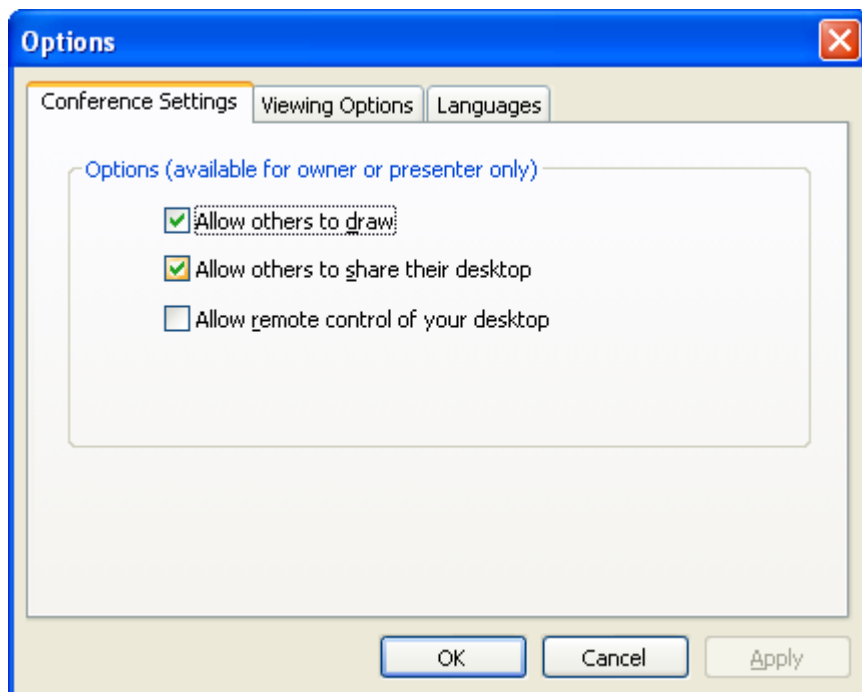 Options
Conference Settings Viewing Options Languages
Options (available for owner or presenter only)
Allow others to draw
Allow others to share their desktop
Allow remote control of your desktop
OK Cancel Apply